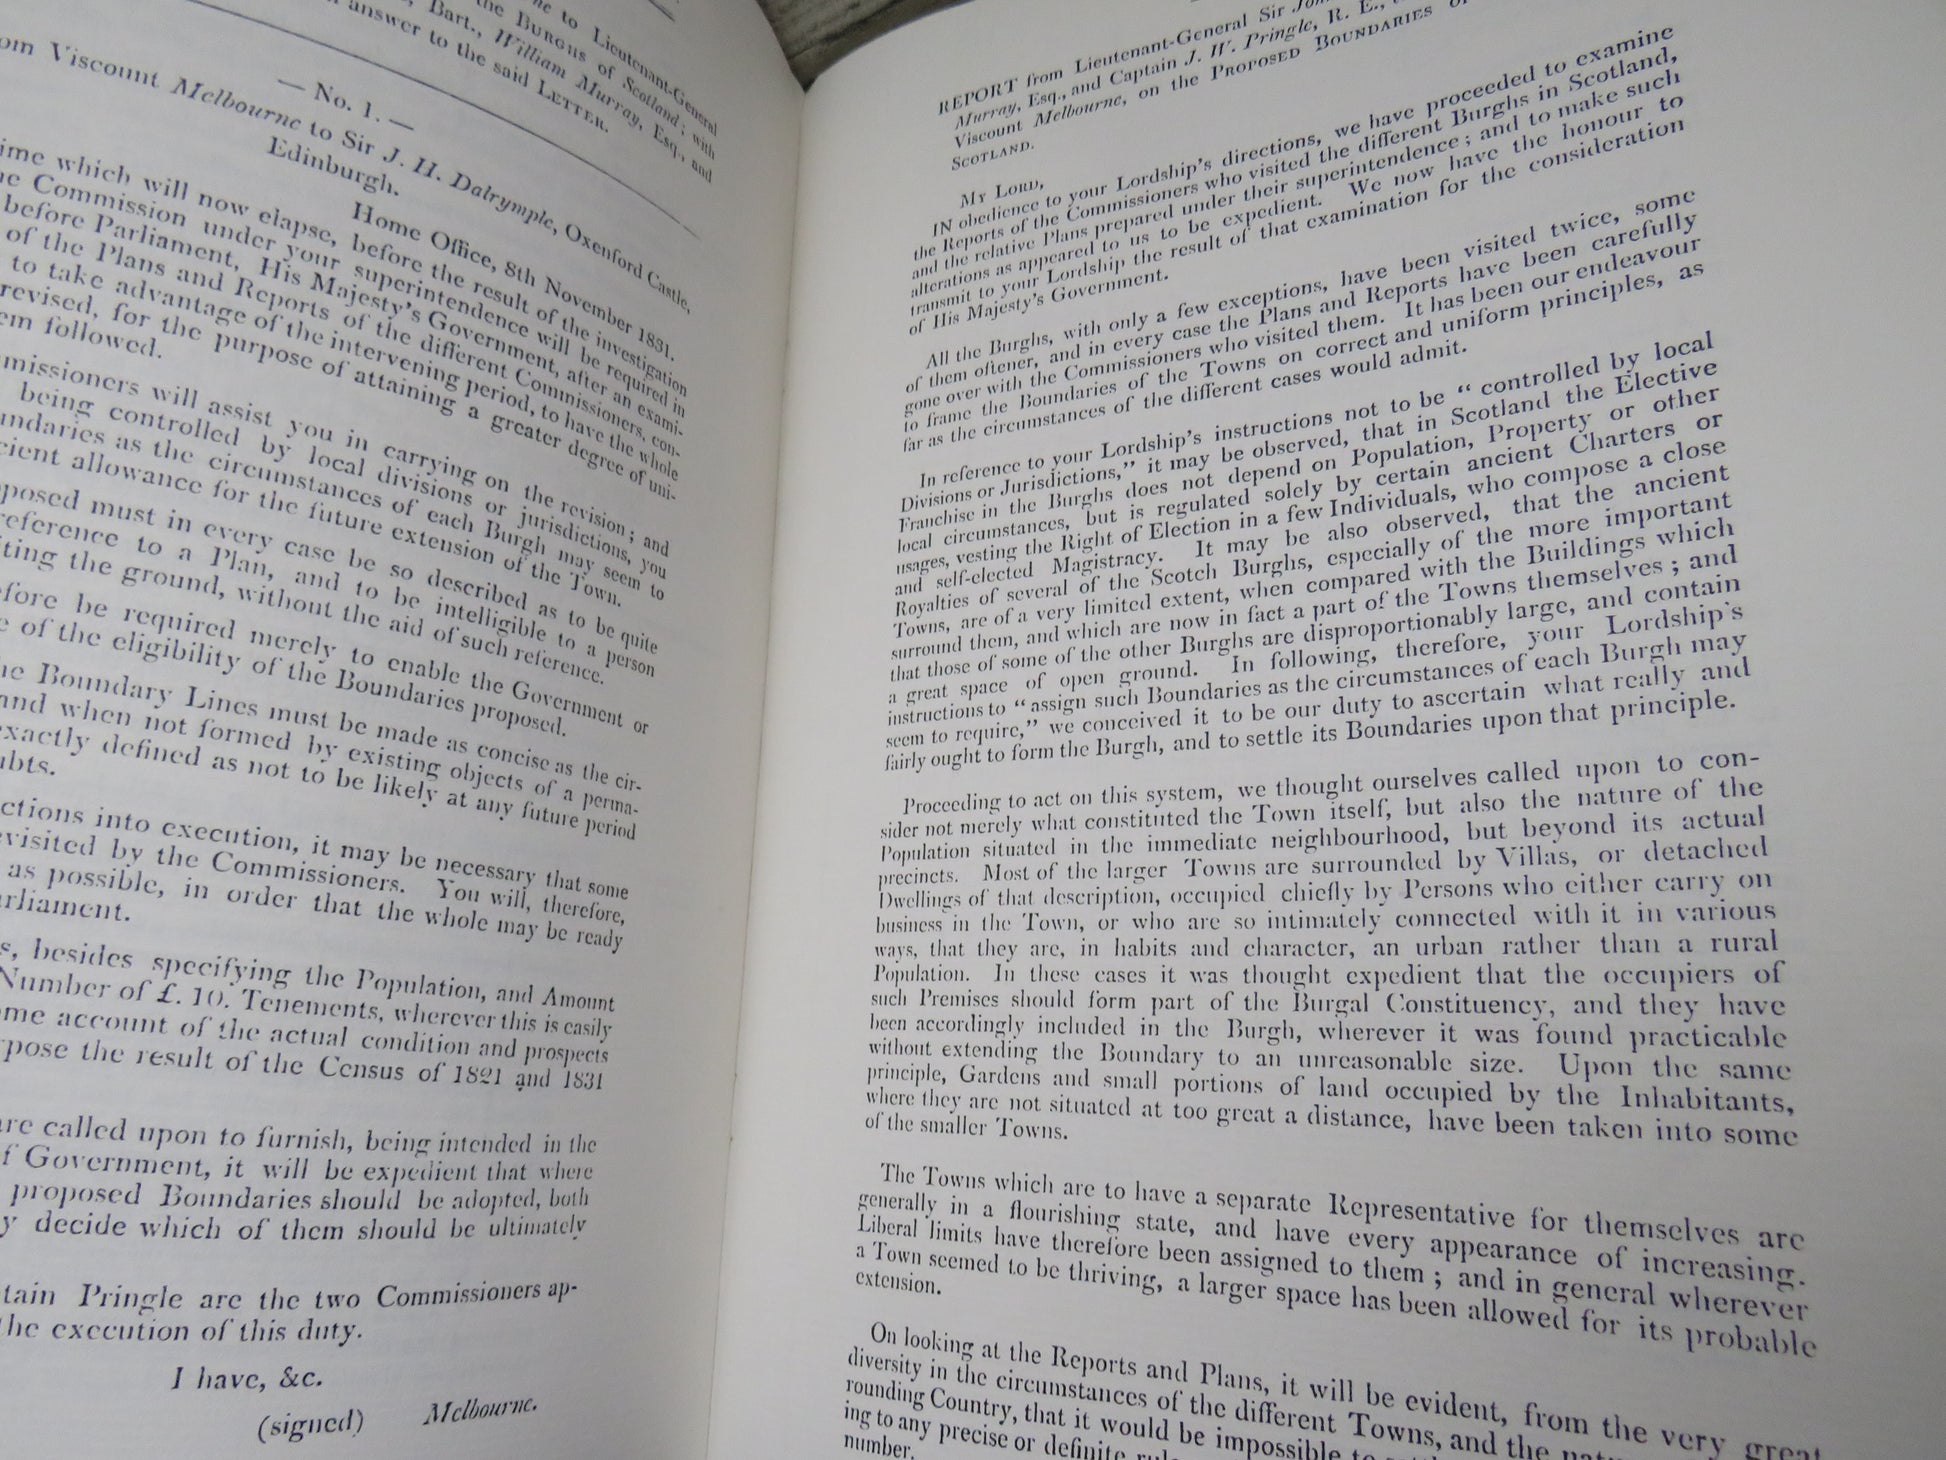 to Lieutenant-General
the BURGHS of Scotland; with
Bart., William Murray, Esq., and
answer to the said LETTER.
— No. 1. —
from Viscount Melbourne to Sir J. H. Dalrymple, Oxenford Castle,
Edinburgh.
Home Office, 8th November 1831.
time which will now elapse, before the result of the investigation
Commission under your superintendence will be required in
before Parliament, His Majesty's Government, after an exami-
of the Plans and Reports of the different Commissioners, con-
to take advantage of the intervening period, to have the whole
revised, for the purpose of attaining a greater degree of uni-
followed.
will assist you in carrying on the revision; and
being controlled by local divisions or jurisdictions, you
as the circumstances of each Burgh may seem to
allowance for the future extension of the Town.
must in every case be so described as to be quite
reference to a Plan, and to be intelligible to a person
the ground, without the aid of such reference.
be required merely to enable the Government or
of the eligibility of the Boundaries proposed.
Boundary Lines must be made as concise as the cir-
and when not formed by existing objects of a perma-
exactly defined as not to be likely at any future period
into execution, it may be necessary that some
by the Commissioners. You will, therefore,
as possible, in order that the whole may be ready
besides specifying the Population, and Amount
Number of £. 10. Tenements, wherever this is easily
account of the actual condition and prospects
the result of the Census of 1821 and 1831
are called upon to furnish, being intended in the
of Government, it will be expedient that where
proposed Boundaries should be adopted, both
decide which of them should be ultimately
Pringle are the two Commissioners ap-
the execution of this duty.
I have, &c.
(signed) Melbourne.
REPORT from Lieutenant-General Sir
Murray, Esq., and Captain J. W. Pringle, R. E.,
Viscount Melbourne, on the PROPOSED BOUNDARIES
SCOTLAND.
MY LORD,
IN obedience to your Lordship's directions, we have proceeded to examine
the Reports of the Commissioners who visited the different Burghs in Scotland,
and the relative Plans prepared under their superintendence; and to make such
alterations as appeared to us to be expedient. We now have the honour to
transmit to your Lordship the result of that examination for the consideration
of His Majesty's Government.
All the Burghs, with only a few exceptions, have been visited twice, some
of them oftener, and in every case the Plans and Reports have been carefully
gone over with the Commissioners who visited them. It has been our endeavour
to frame the Boundaries of the Towns on correct and uniform principles, as
far as the circumstances of the different cases would admit.
In reference to your Lordship's instructions not to be “ controlled by local
Divisions or Jurisdictions,” it may be observed, that in Scotland the Elective
Franchise in the Burghs does not depend on Population, Property or other
local circumstances, but is regulated solely by certain ancient Charters or
usages, vesting the Right of Election in a few Individuals, who compose a close
and self-elected Magistracy. It may be also observed, that the ancient
Royalties of several of the Scotch Burghs, especially of the more important
Towns, are of a very limited extent, when compared with the Buildings which
surround them, and which are now in fact a part of the Towns themselves; and
that those of some of the other Burghs are disproportionably large, and contain
a great space of open ground. In following, therefore, your Lordship's
instructions to “ assign such Boundaries as the circumstances of each Burgh may
seem to require,” we conceived it to be our duty to ascertain what really and
fairly ought to form the Burgh, and to settle its Boundaries upon that principle.
Proceeding to act on this system, we thought ourselves called upon to con-
sider not merely what constituted the Town itself, but also the nature of the
Population situated in the immediate neighbourhood, but beyond its actual
precincts. Most of the larger Towns are surrounded by Villas, or detached
Dwellings of that description, occupied chiefly by Persons who either carry on
business in the Town, or who are so intimately connected with it in various
ways, that they are, in habits and character, an urban rather than a rural
Population. In these cases it was thought expedient that the occupiers of
such Premises should form part of the Burgal Constituency, and they have
been accordingly included in the Burgh, wherever it was found practicable
without extending the Boundary to an unreasonable size. Upon the same
principle, Gardens and small portions of land occupied by the Inhabitants,
where they are not situated at too great a distance, have been taken into some
of the smaller Towns.
The Towns which are to have a separate Representative for themselves are
generally in a flourishing state, and have every appearance of increasing.
Liberal limits have therefore been assigned to them; and in general wherever
a Town seemed to be thriving, a larger space has been allowed for its probable
extension.
On looking at the Reports and Plans, it will be evident, from the very great
diversity in the circumstances of the different Towns, and the
rounding Country, that it would be impossible
ing to any precise or definite
number.